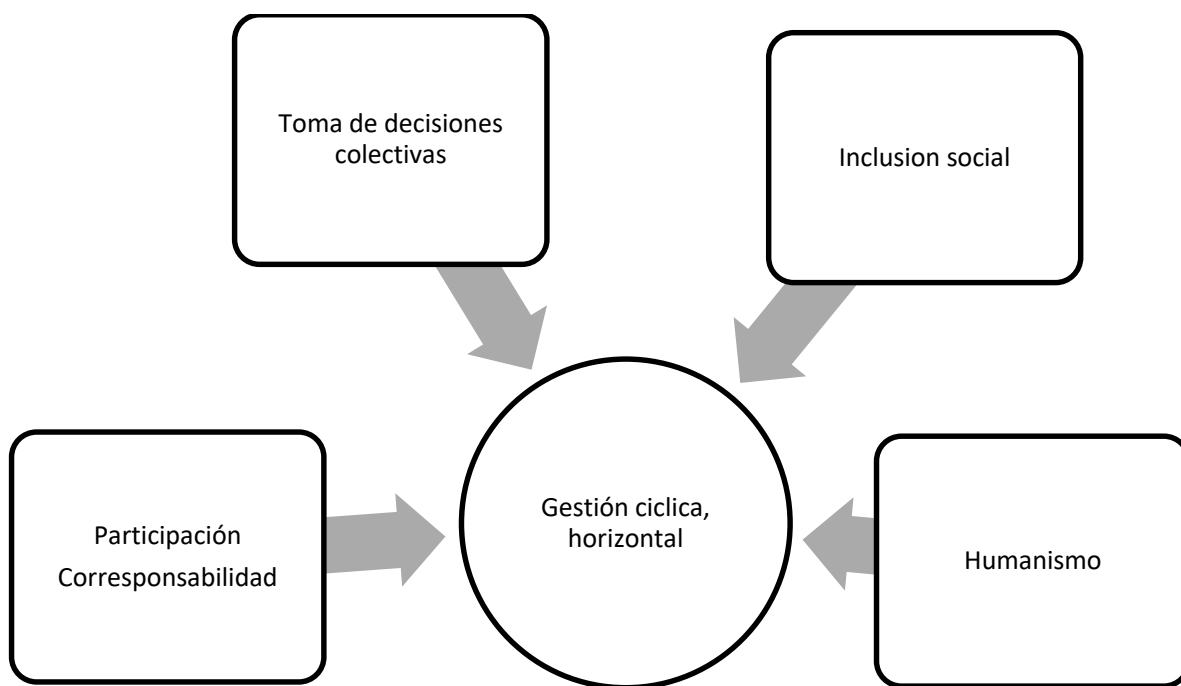 Toma de decisiones
colectivas
Inclusion social
Participación
Corresponsabilidad
Gestión ciclica,
horizontal
Humanismo